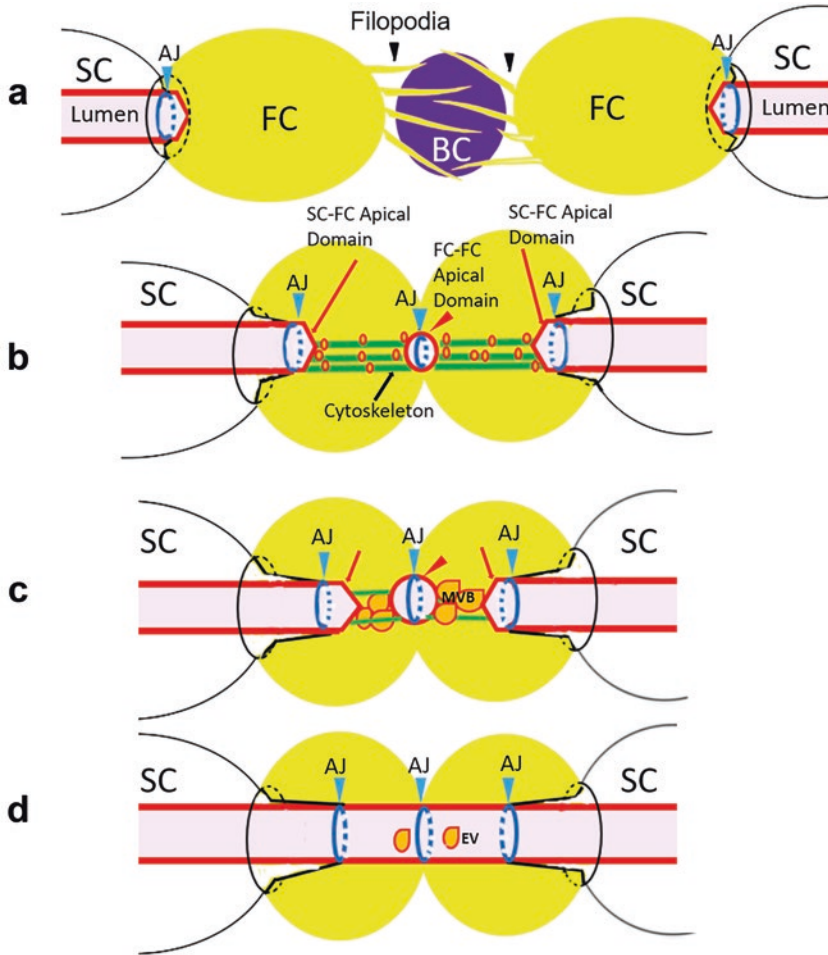 Filopodia
AJ
AJ
SC
SC
a
Lumen
FC
BC
FC
Lumen
SC-FC Apical
Domain
SC-FC Apical
Domain
FC-FC
Apical
Domain
AJ
AJ
AJ
SC
SC
b
Cytoskeleton
AJ
AJ
AJ
SC
SC
c
MVB
AJ
AJ
AJ
SC
SC
d
EV